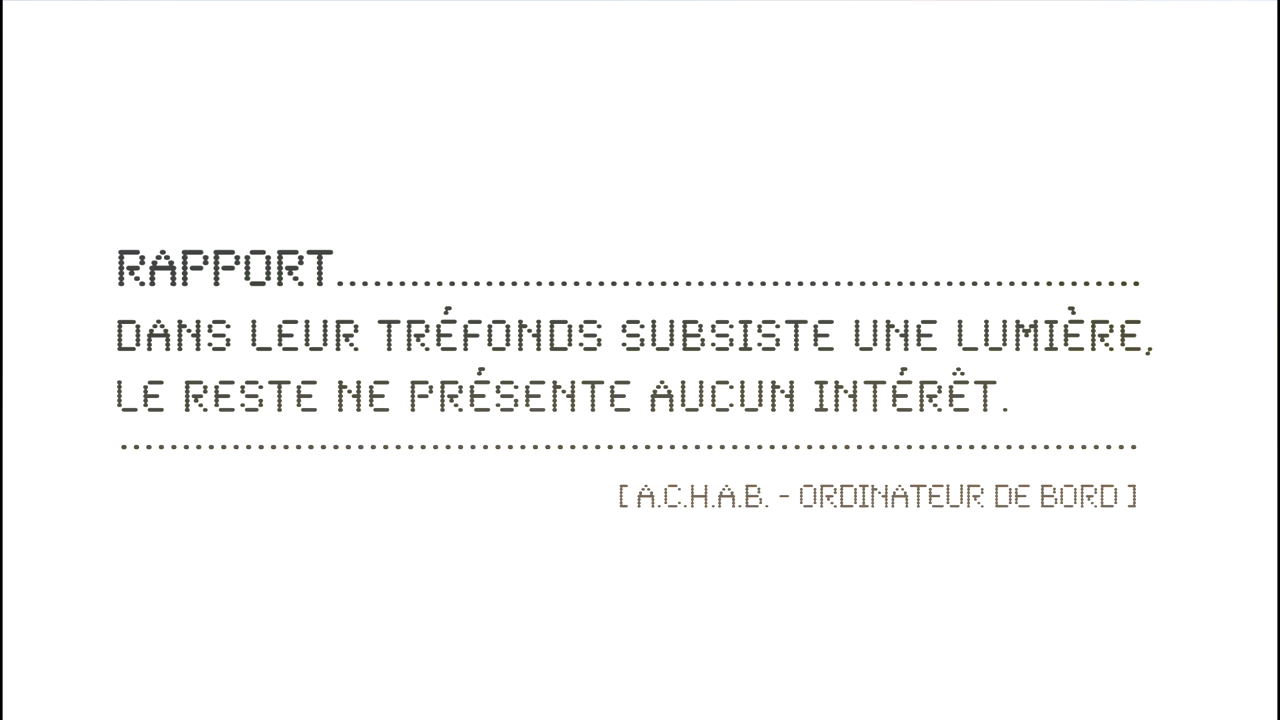 RAPPORT..................................................................
DANS LEUR TRÉFONDS SUBSISTE UNE LUMIÈRE,
LE RESTE NE PRÉSENTE AUCUN INTÉRÊT.
..................................................................................
[ A.C.H.A.B. - ORDINATEUR DE BORD ]